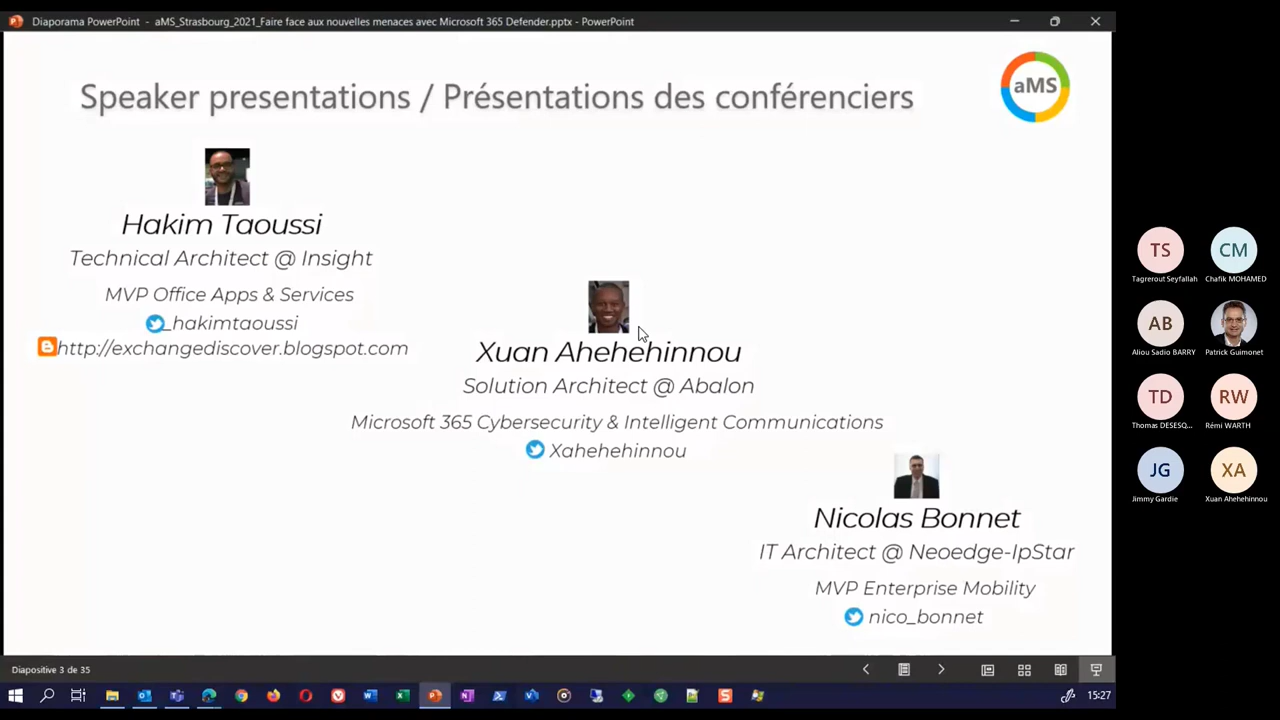 Diaporama PowerPoint - aMS_Strasbourg_2021_Faire face aux nouvelles menaces avec Microsoft 365 Defender.pptx - PowerPoint
Speaker presentations / Présentations des conférenciers
aMS
Hakim Taoussi
Technical Architect @ Insight
MVP Office Apps & Services
_hakimtaoussi
http://exchangediscover.blogspot.com
Xuan Ahehehinnou
Solution Architect @ Abalon
Microsoft 365 Cybersecurity & Intelligent Communications
Xahehehinnou
Nicolas Bonnet
IT Architect @ Neoedge-IpStar
MVP Enterprise Mobility
nico_bonnet
TS
Tagrerout Seyfallah
CM
Chafik MOHAMED
AB
Aliou Sadio BARRY
Patrick Guimonet
TD
Thomas DESESQ...
RW
Rémi WARTH
JG
Jimmy Gardie
XA
Xuan Ahehehinnou
Diapositive 3 de 35
15:27